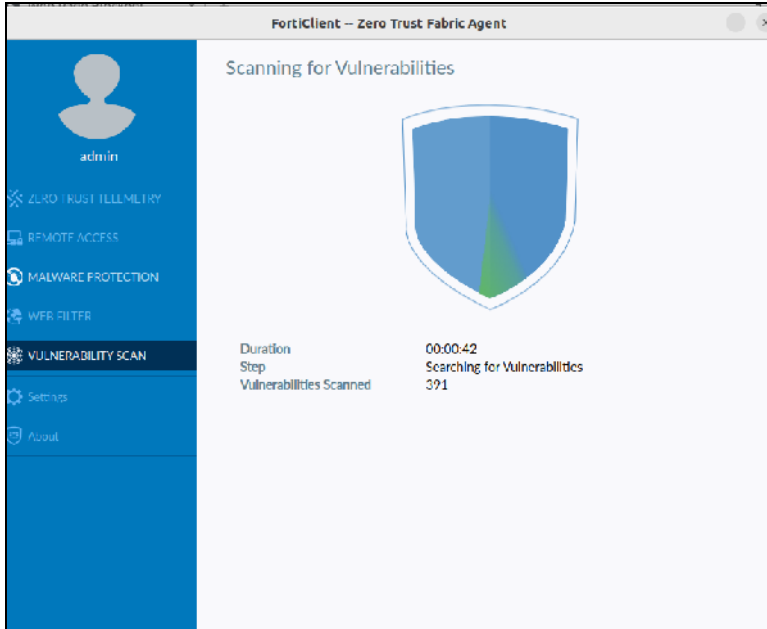 FortiClient -- Zero Trust Fabric Agent
admin
ZERO TRUST TELEMETRY
REMOTE ACCESS
MALWARE PROTECTION
WEB FILTER
VULNERABILITY SCAN
Settings
About
Scanning for Vulnerabilities
Duration 00:00:42
Step Searching for Vulnerabilities
Vulnerabilities Scanned 391